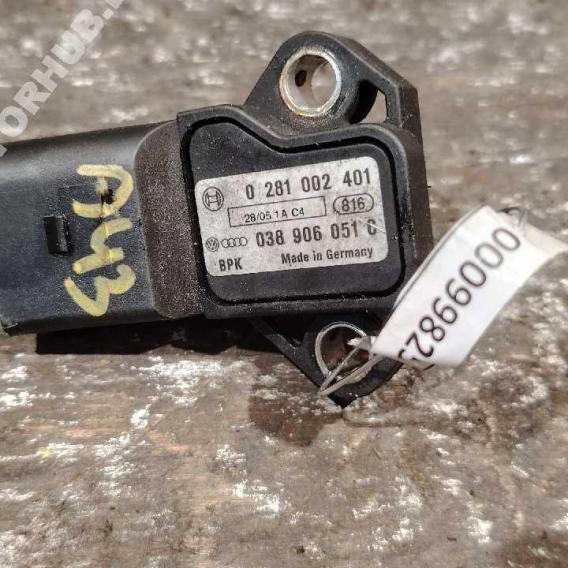 0 281 002 401
28/05 1A C4 816
038 906 051 C
BPK Made in Germany
A43